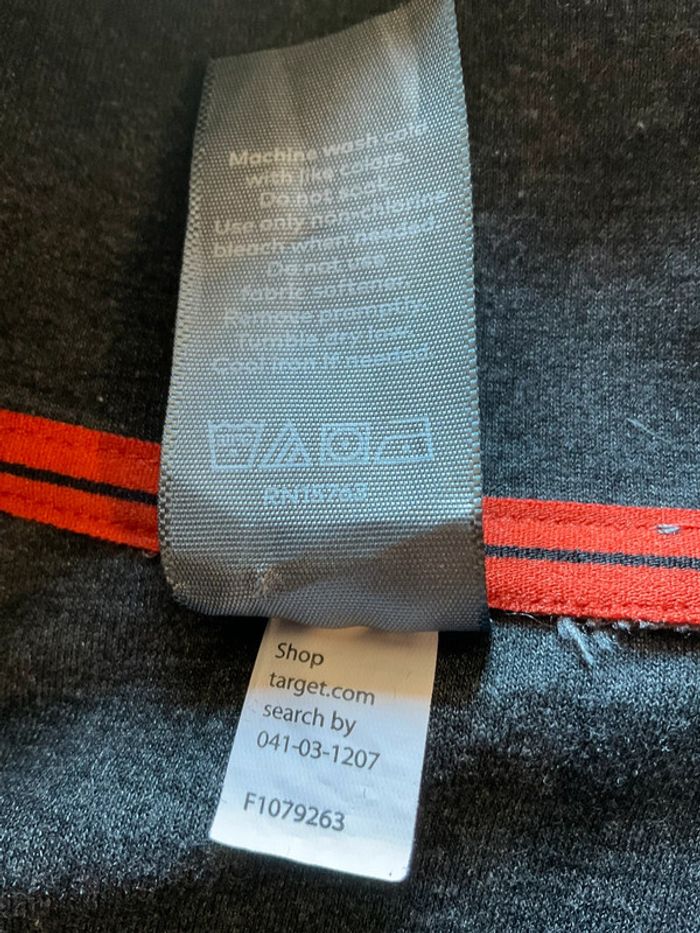 Machine wash cold
with like colors.
Do not soak.
Use only non-chlorine
bleach when needed.
Do not use
fabric softener.
Remove promptly.
Tumble dry low.
Cool iron if needed
RN15763
Shop
target.com
search by
041-03-1207
F1079263